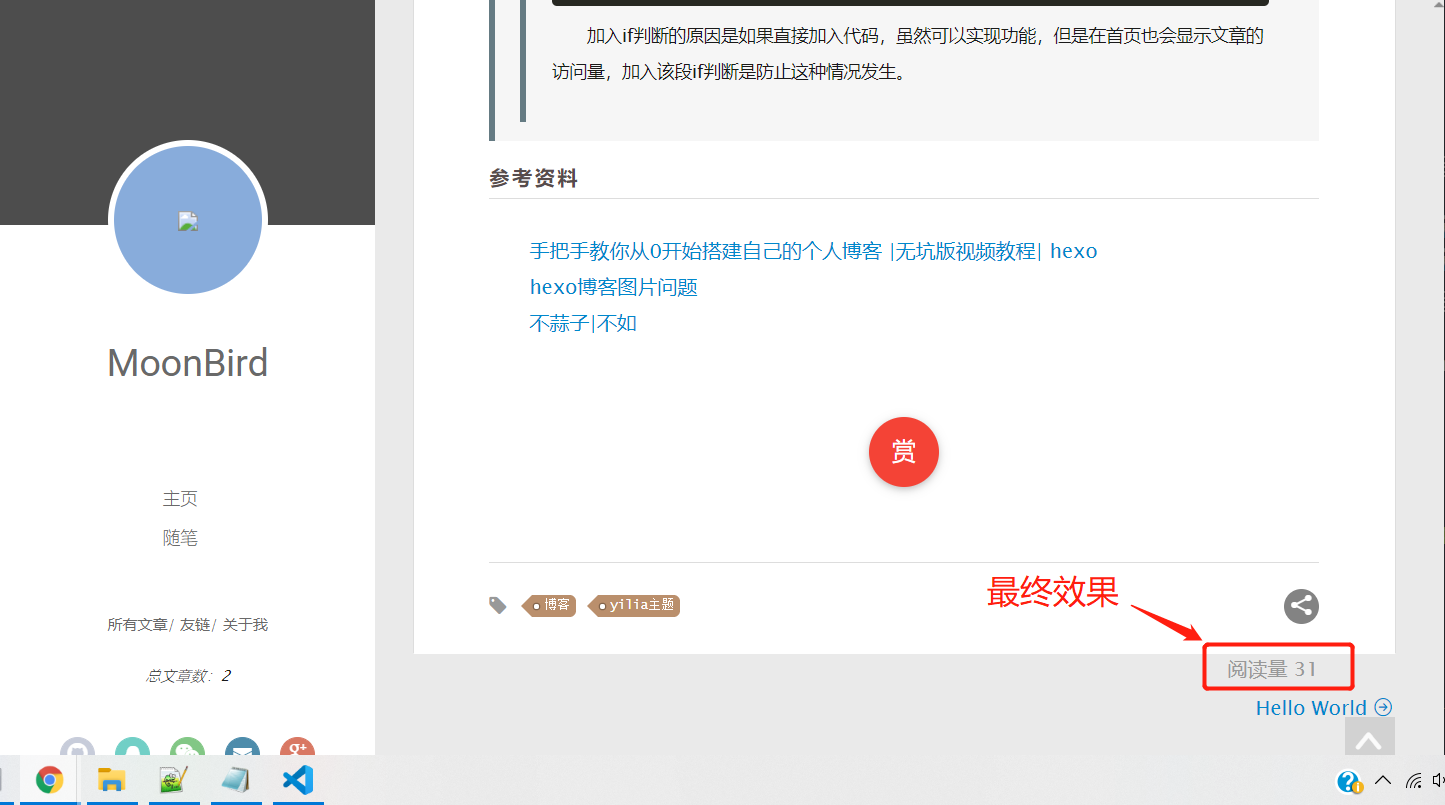 加入if判断的原因是如果直接加入代码，虽然可以实现功能，但是在首页也会显示文章的
访问量，加入该段if判断是防止这种情况发生。
参考资料
手把手教你从0开始搭建自己的个人博客 |无坑版视频教程| hexo
hexo博客图片问题
不蒜子|不如
赏
MoonBird
主页
随笔
所有文章/ 友链/ 关于我
总文章数：2
g+
博客 yilia主题
最终效果
阅读量 31
Hello World